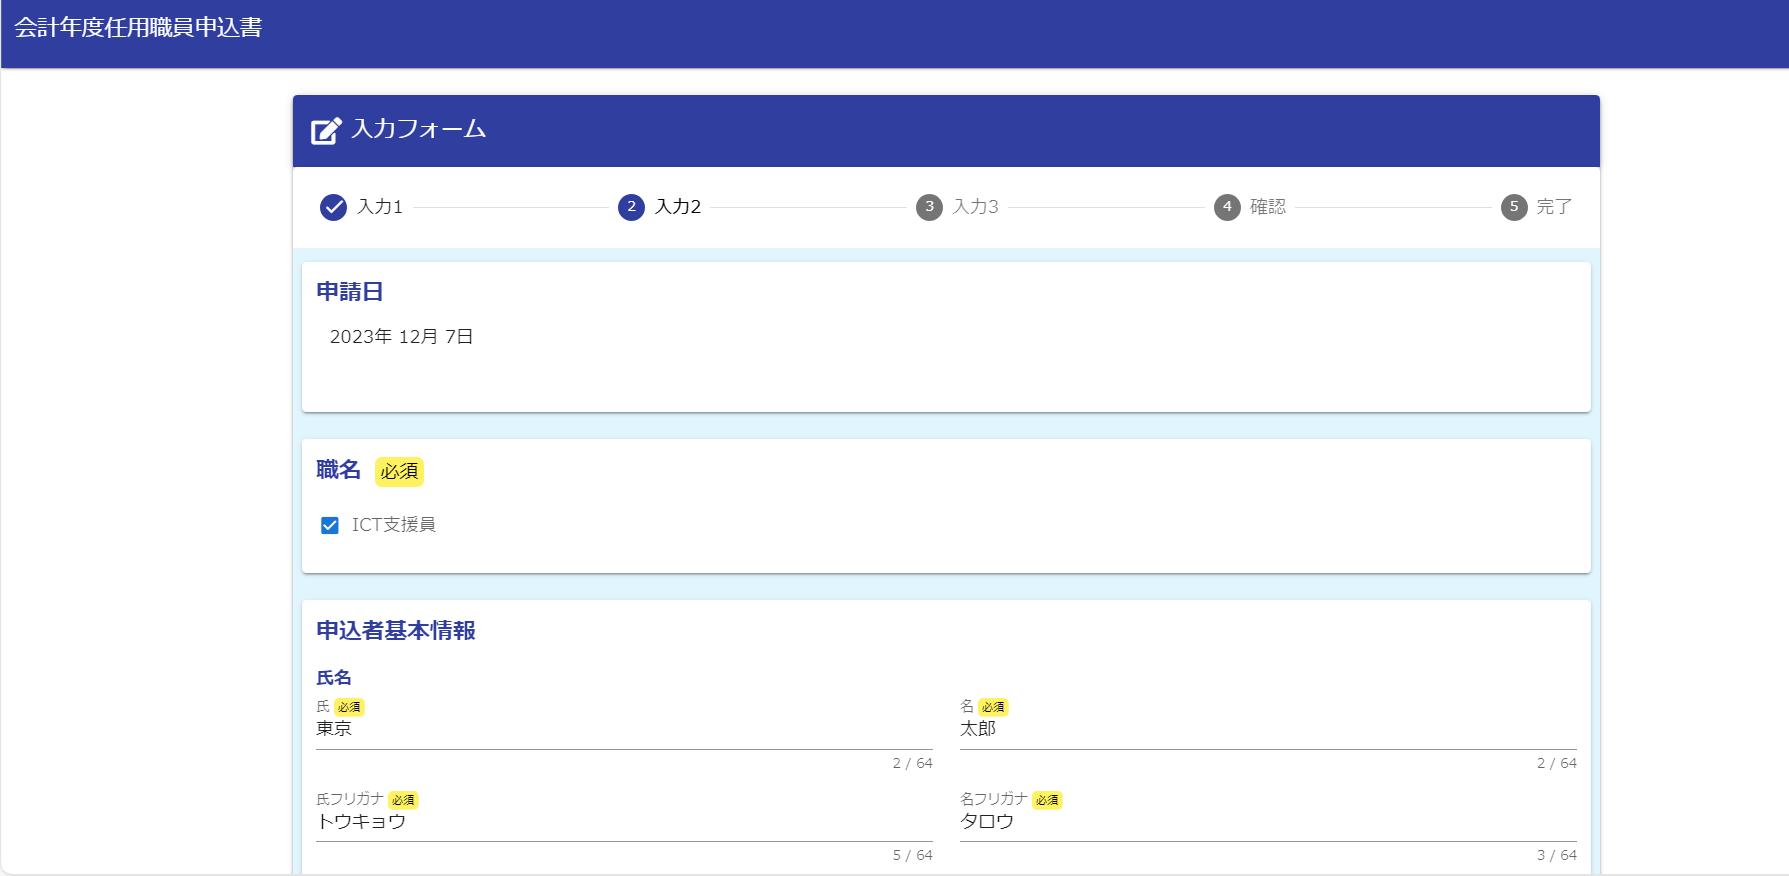 会計年度任用職員申込書
入力フォーム
入力1
2 入力2
3 入力3
4 確認
5 完了
申請日
2023年 12月 7日
職名 必須
ICT支援員
申込者基本情報
氏名
氏 必須
東京
2 / 64
名 必須
太郎
2 / 64
氏フリガナ 必須
トウキョウ
5 / 64
名フリガナ 必須
タロウ
3 / 64